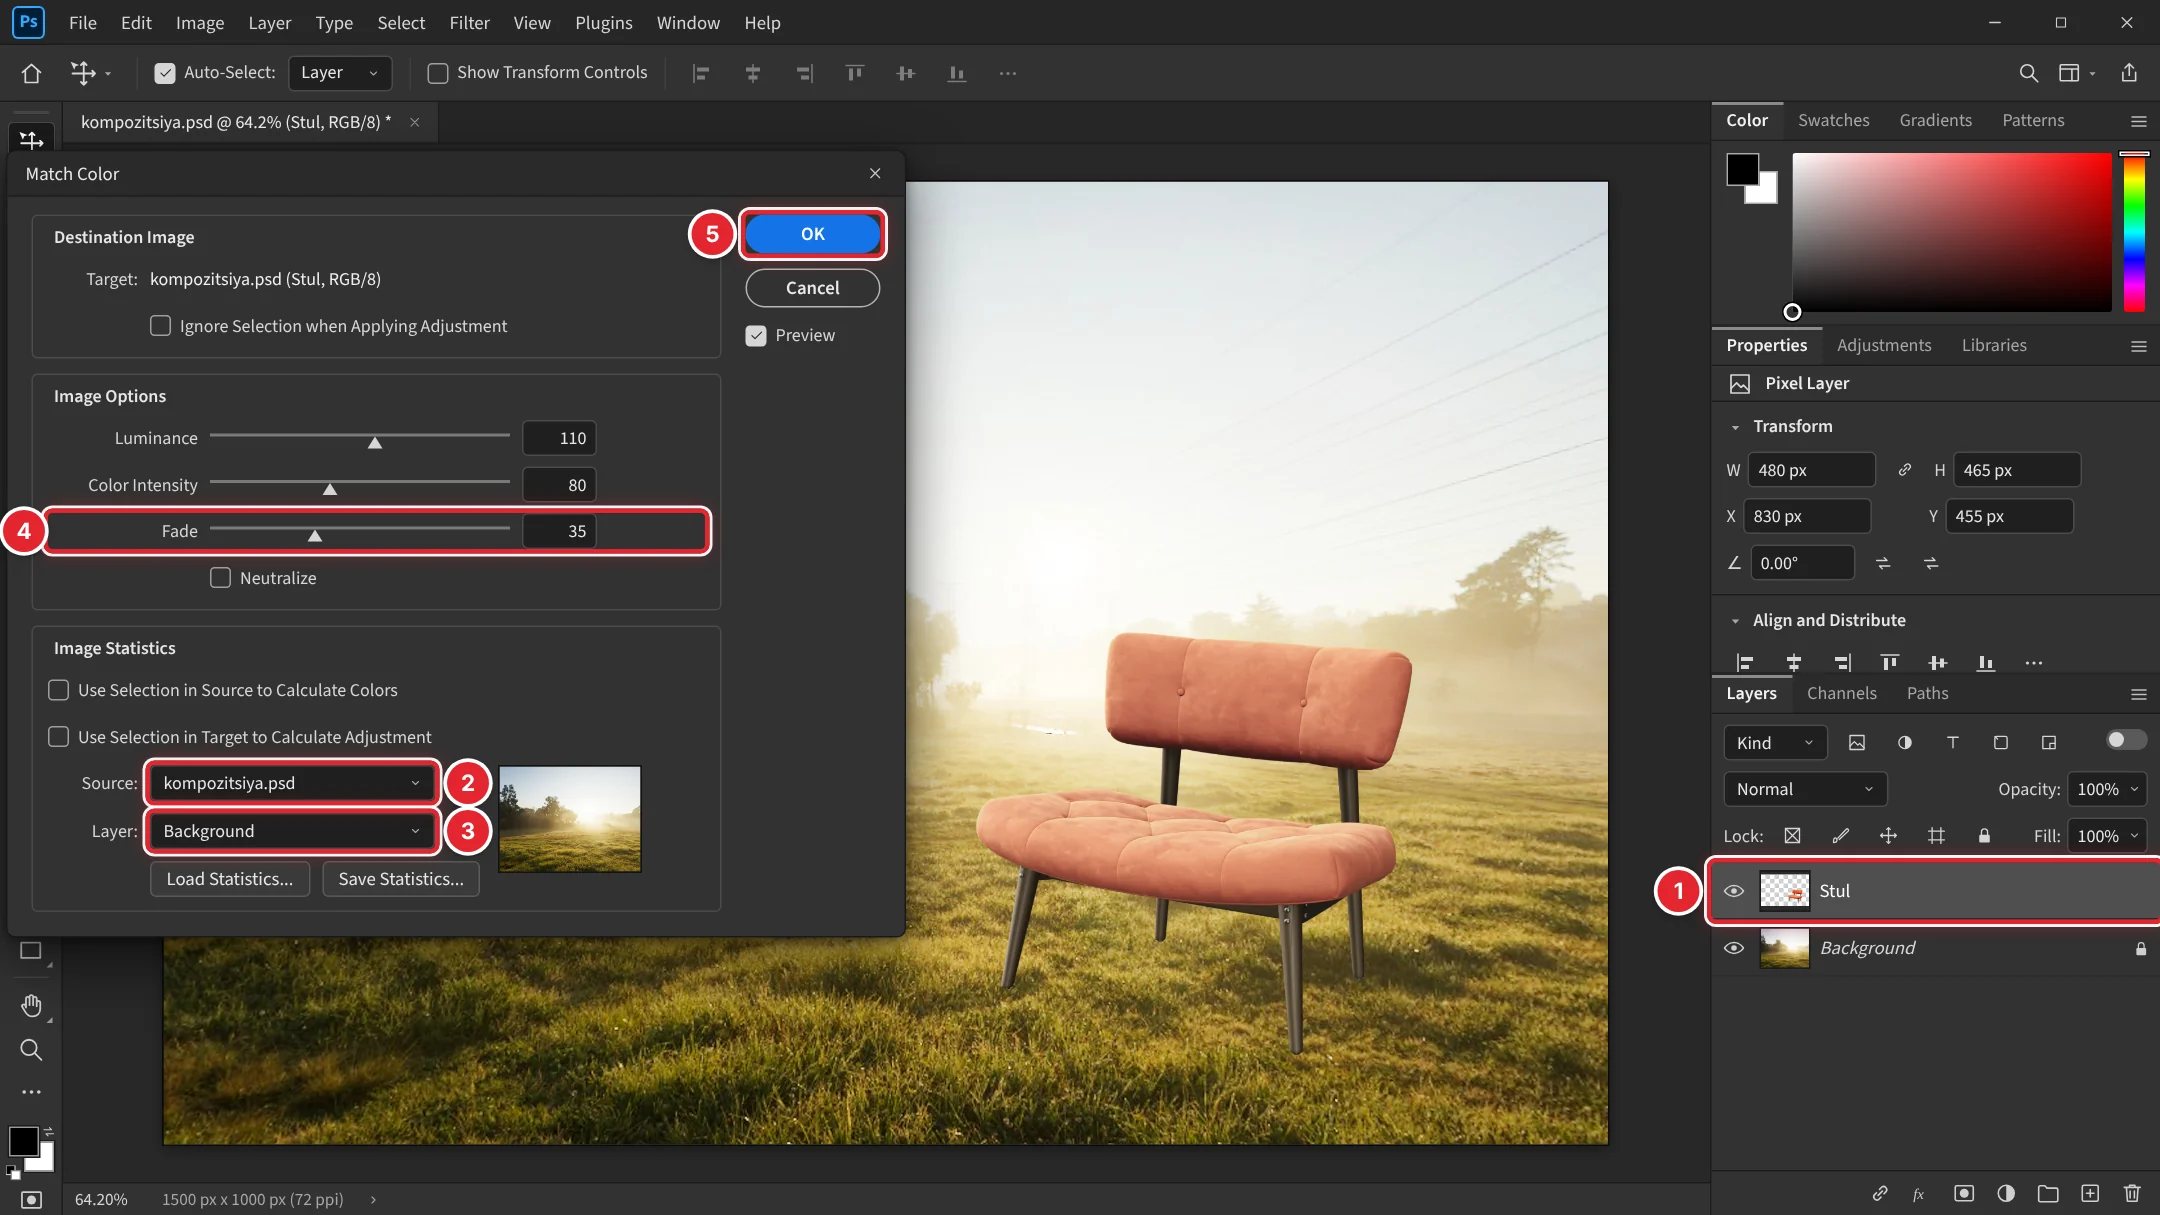 Ps File Edit Image Layer Type Select Filter View Plugins Window Help
Auto-Select: Layer Show Transform Controls
kompozitsiya.psd @ 64.2% (Stul, RGB/8) *
Match Color
Destination Image
Target: kompozitsiya.psd (Stul, RGB/8)
Ignore Selection when Applying Adjustment
5 OK
Cancel
Preview
Image Options
Luminance 110
Color Intensity 80
4 Fade 35
Neutralize
Image Statistics
Use Selection in Source to Calculate Colors
Use Selection in Target to Calculate Adjustment
Source: kompozitsiya.psd 2
Layer: Background 3
Load Statistics... Save Statistics...
Color Swatches Gradients Patterns
Properties Adjustments Libraries
Pixel Layer
Transform
W 480 px H 465 px
X 830 px Y 455 px
0.00°
Align and Distribute
Layers Channels Paths
Kind
Normal Opacity: 100%
Lock: Fill: 100%
1 Stul
Background
fx
64.20% 1500 px x 1000 px (72 ppi)